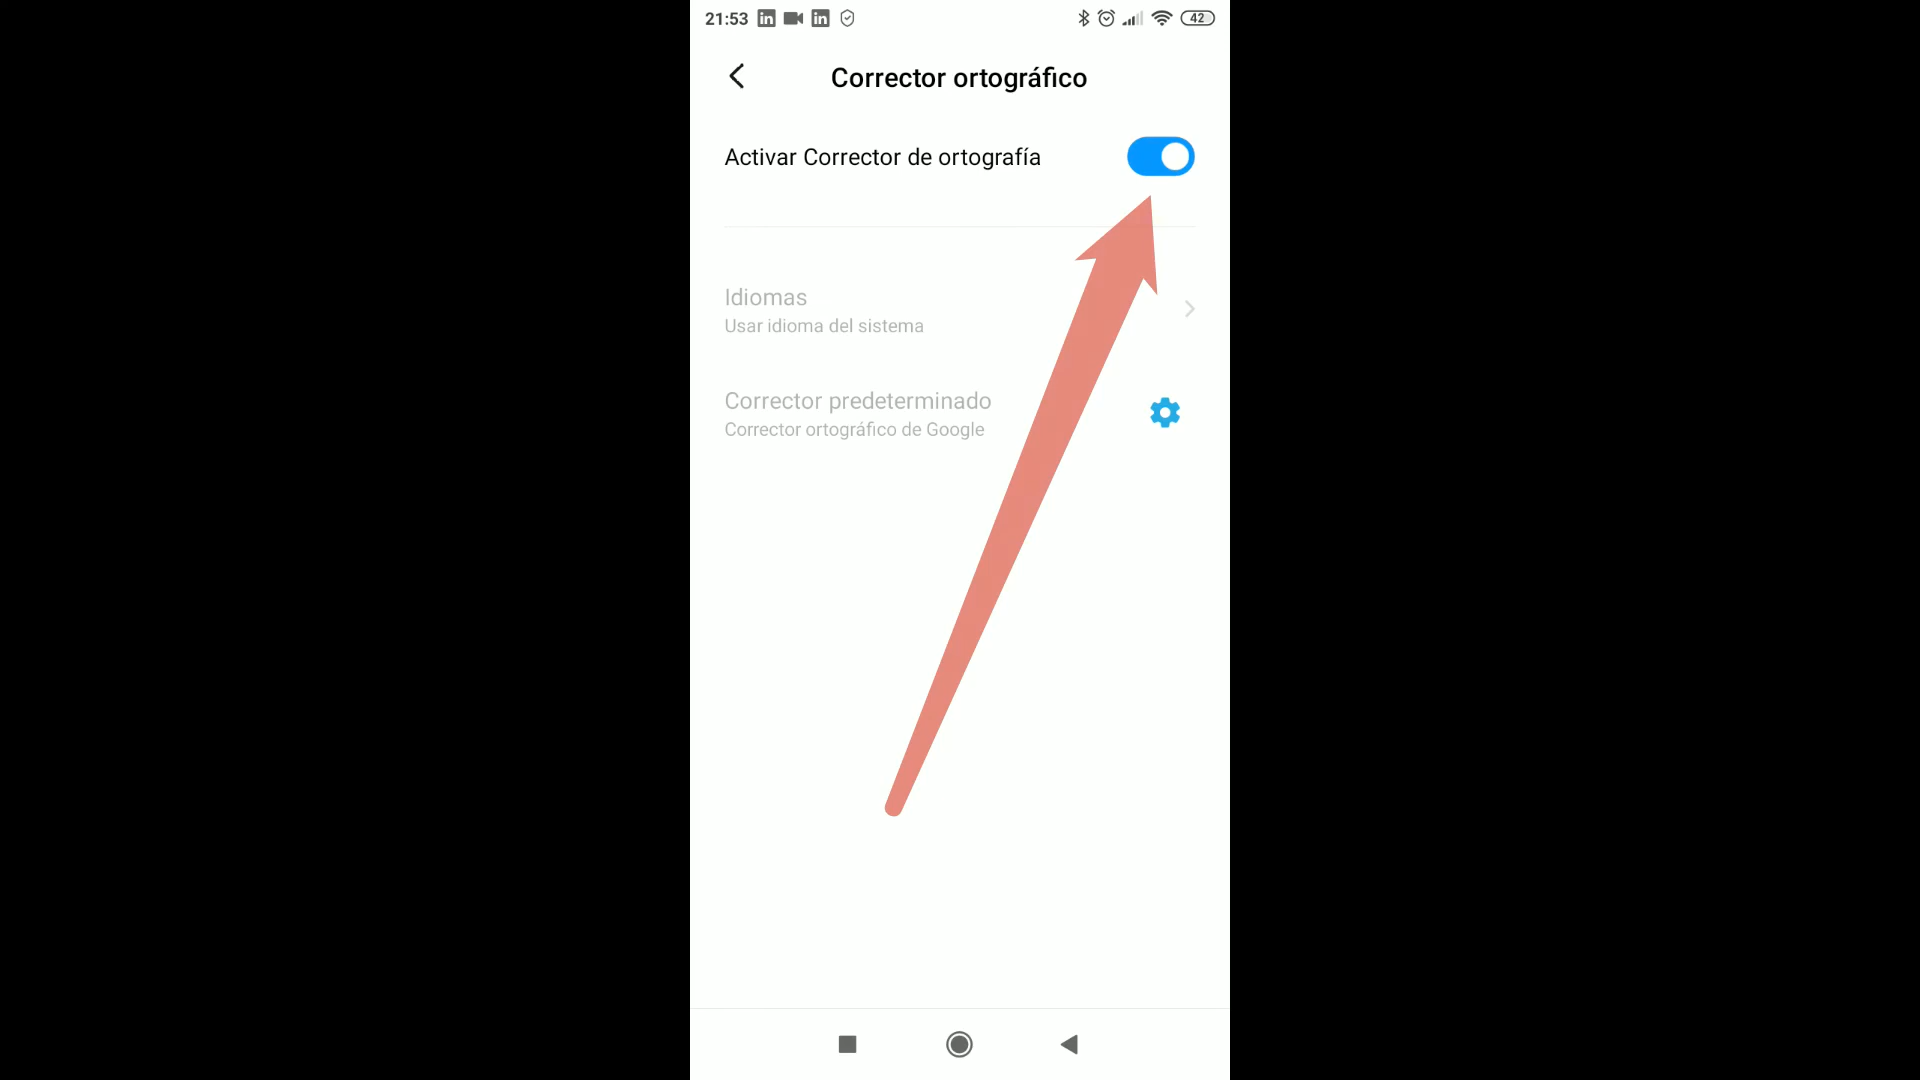 21:53
42
Corrector ortográfico
Activar Corrector de ortografía
Idiomas
Usar idioma del sistema
Corrector predeterminado
Corrector ortográfico de Google